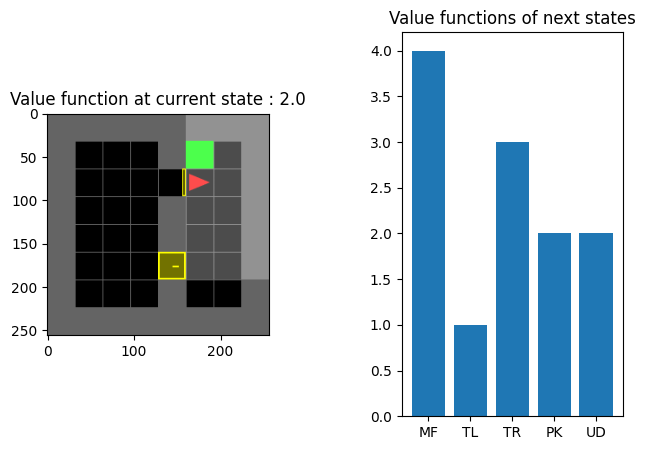 Value function at current state : 2.0
0
50
100
150
200
250
0
100
200
Value functions of next states
4.0
3.5
3.0
2.5
2.0
1.5
1.0
0.5
0.0
MF
TL
TR
PK
UD